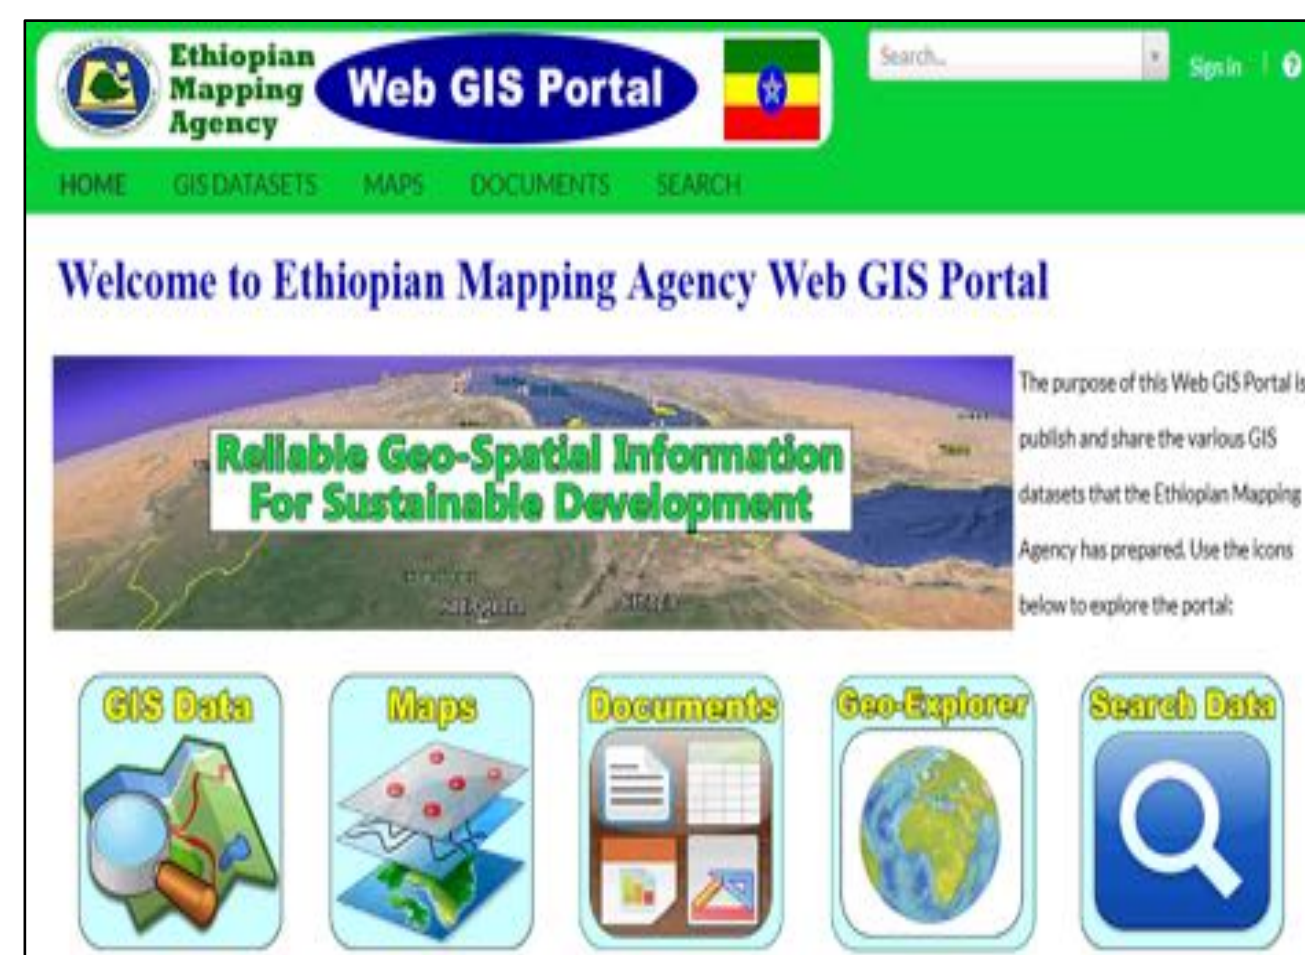 Ethiopian
Mapping
Agency
Web GIS Portal
Search...
Sign in
HOME GIS DATASETS MAPS DOCUMENTS SEARCH
Welcome to Ethiopian Mapping Agency Web GIS Portal
Reliable Geo-Spatial Information
For Sustainable Development
The purpose of this Web GIS Portal is
publish and share the various GIS
datasets that the Ethiopian Mapping
Agency has prepared. Use the icons
below to explore the portal:
GIS Data
Maps
Documents
Geo-Explorer
Search Data